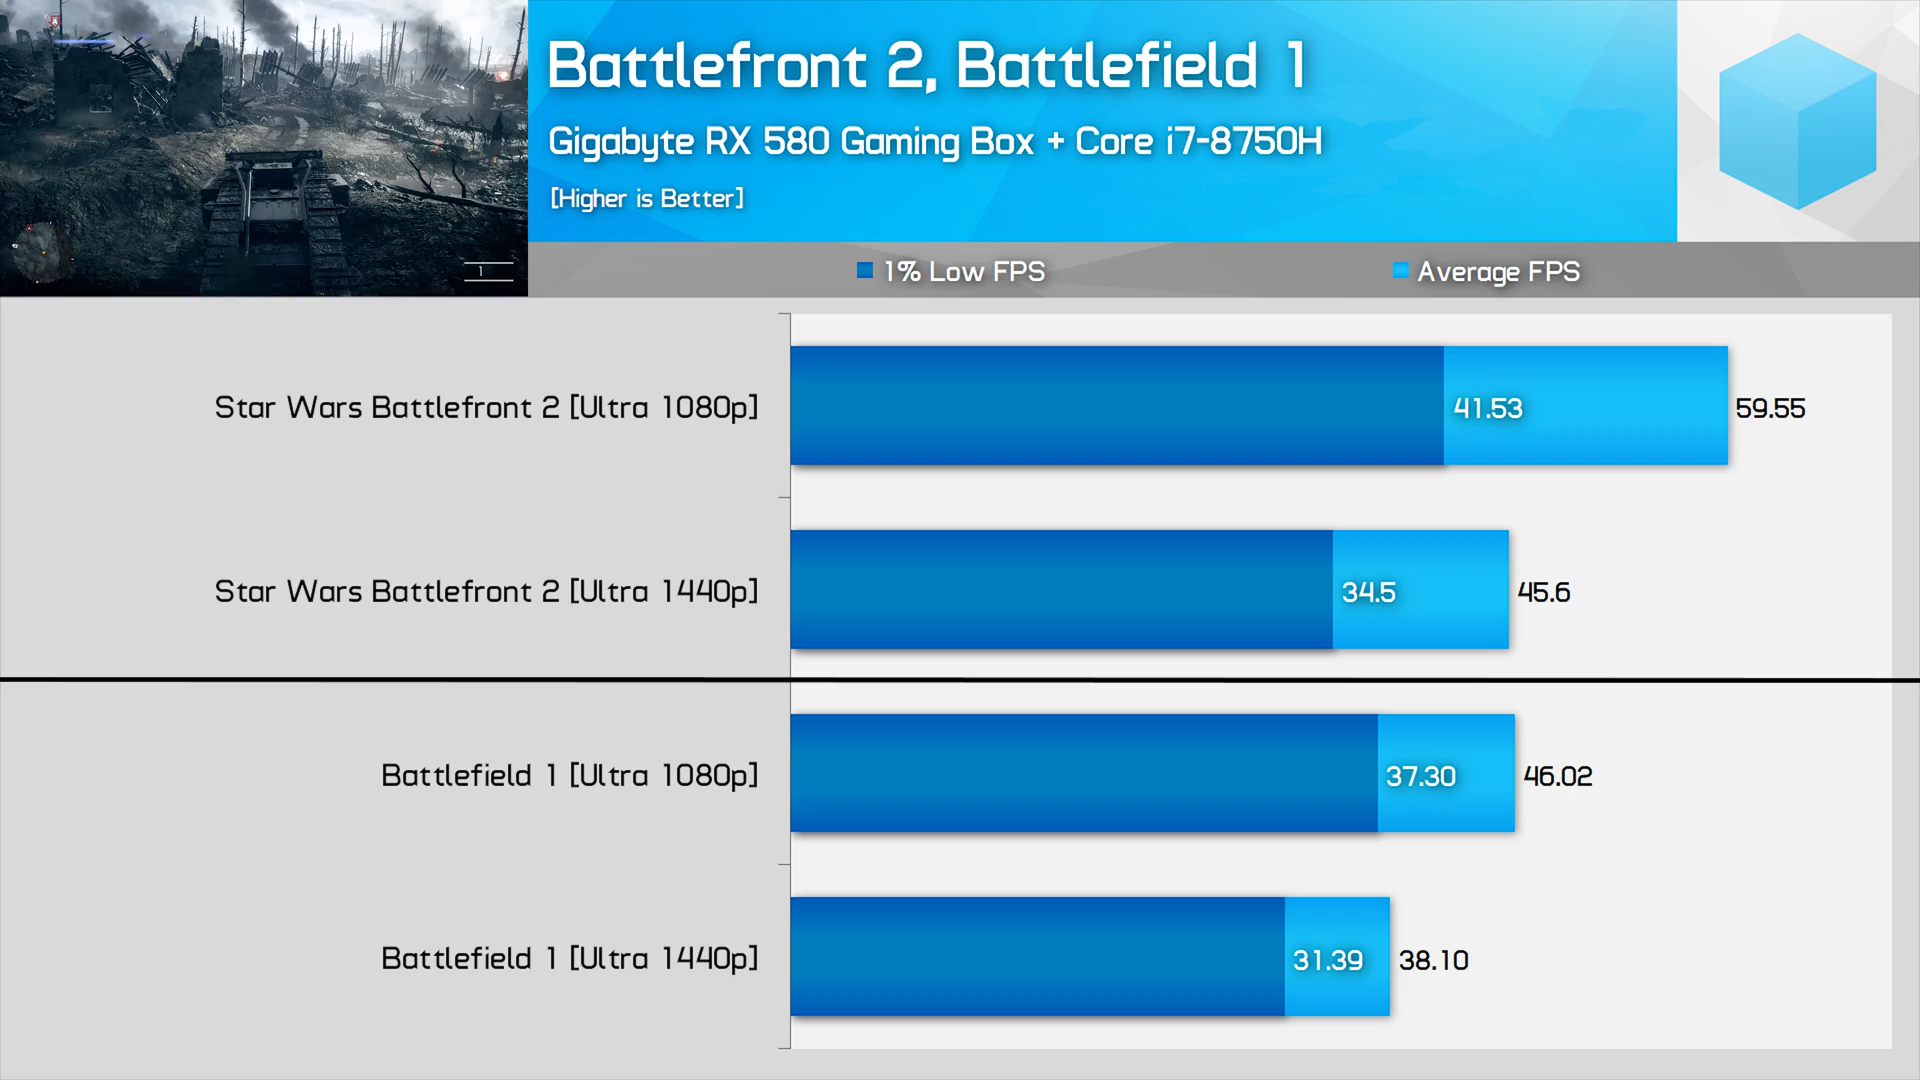 Battlefront 2, Battlefield 1
Gigabyte RX 580 Gaming Box + Core i7-8750H
[Higher is Better]
1
1% Low FPS
Average FPS
Star Wars Battlefront 2 [Ultra 1080p]
41.53
59.55
Star Wars Battlefront 2 [Ultra 1440p]
34.5
45.6
Battlefield 1 [Ultra 1080p]
37.30
46.02
Battlefield 1 [Ultra 1440p]
31.39
38.10